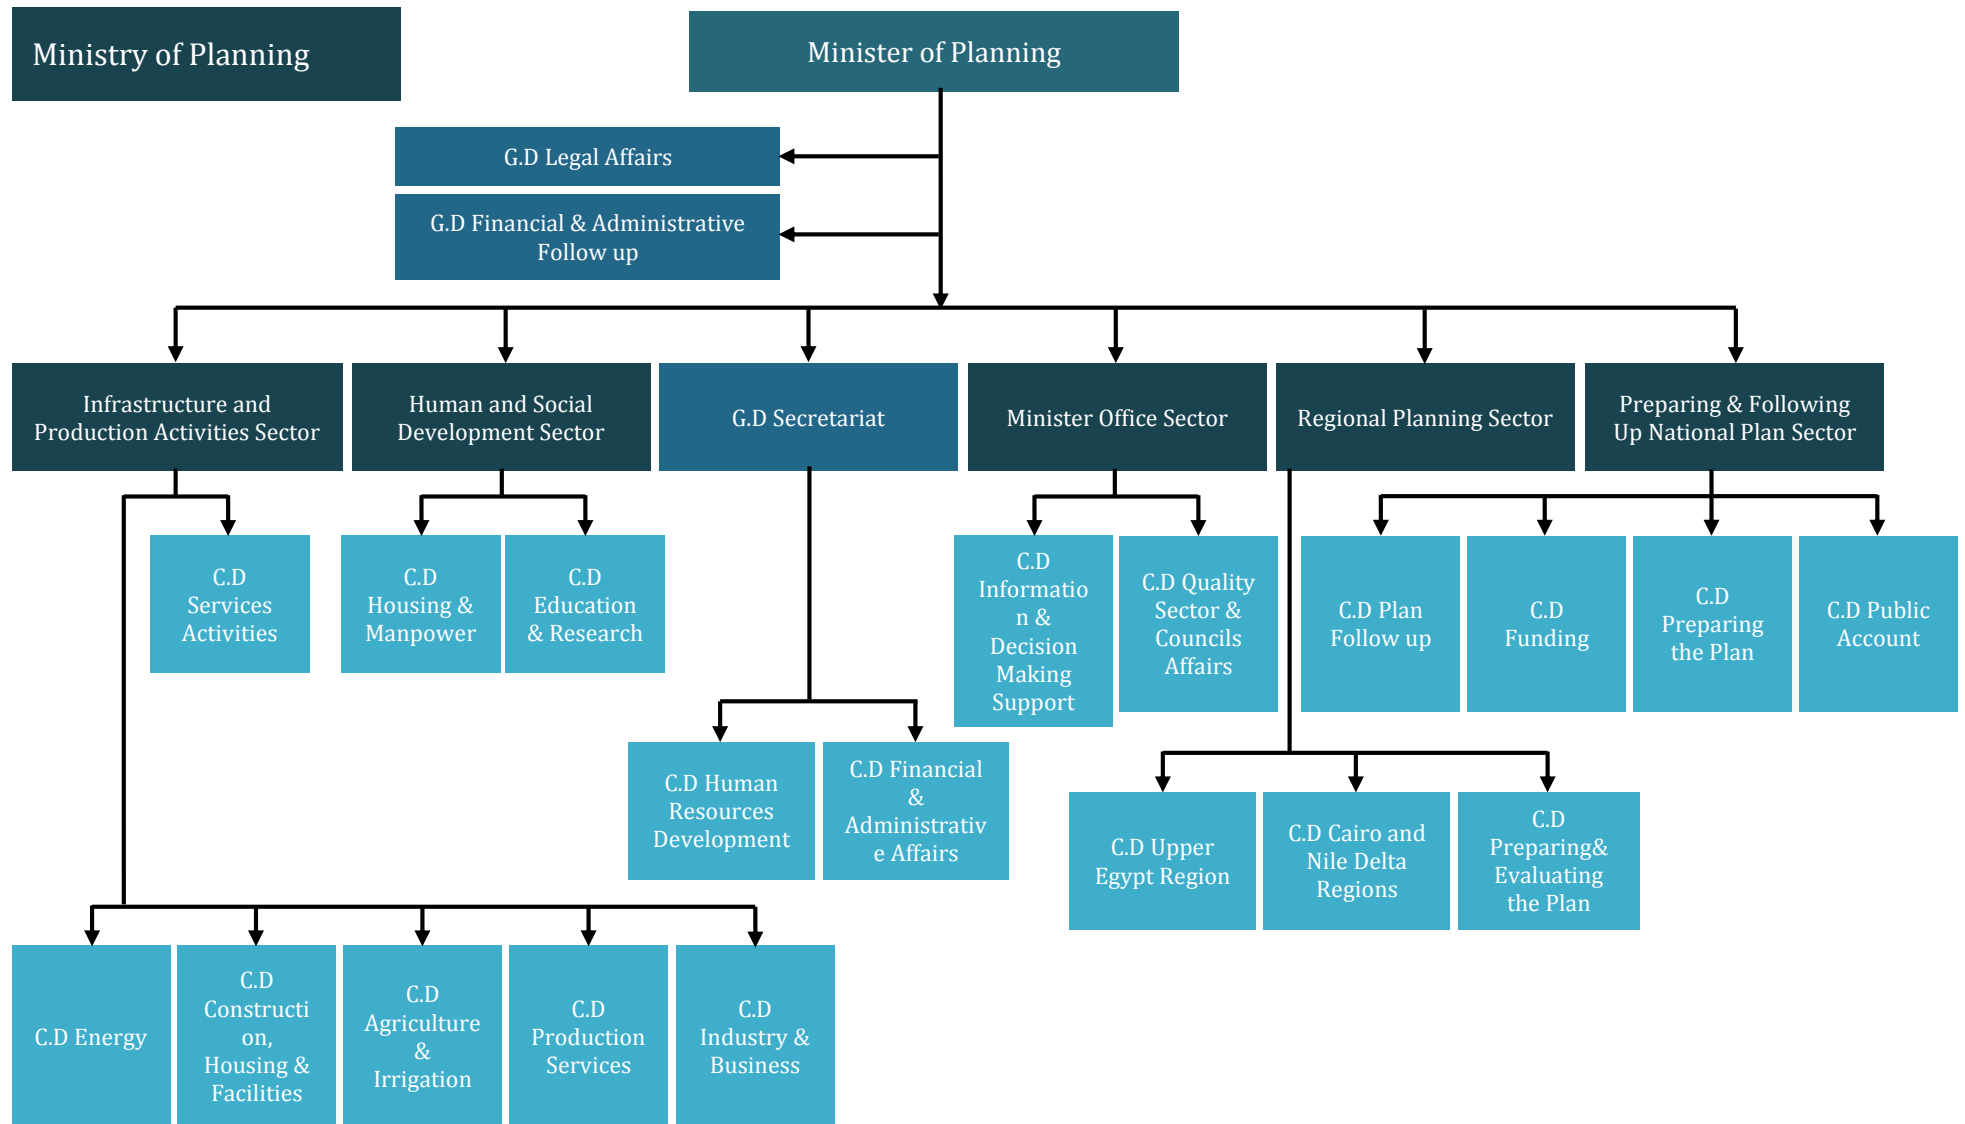 Ministry of Planning
Minister of Planning
G.D Legal Affairs
G.D Financial & Administrative
Follow up
Infrastructure and
Production Activities Sector
Human and Social
Development Sector
G.D Secretariat
Minister Office Sector
Regional Planning Sector
Preparing & Following
Up National Plan Sector
C.D
Services
Activities
C.D
Housing &
Manpower
C.D
Education
& Research
C.D
Informatio
n &
Decision
Making
Support
C.D Quality
Sector &
Councils
Affairs
C.D Plan
Follow up
C.D
Funding
C.D
Preparing
the Plan
C.D Public
Account
C.D Human
Resources
Development
C.D Financial
&
Administrativ
e Affairs
C.D Upper
Egypt Region
C.D Cairo and
Nile Delta
Regions
C.D
Preparing&
Evaluating
the Plan
C.D Energy
C.D
Constructi
on,
Housing &
Facilities
C.D
Agriculture
&
Irrigation
C.D
Production
Services
C.D
Industry &
Business